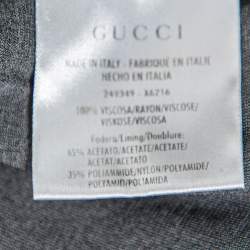 GUCCI
MADE IN ITALY - FABRIQUÉ EN ITALIE
HECHO EN ITALIA
249349 - X6716
100% VISCOSA/RAYON/VISCOSE/
VISKOSE/VISCOSA
Fodera/Lining/Doublure:
65% ACETATO/ACETATE/ACETATE/
ACETAT/ACETATO
35% POLIAMMIDE/NYLON/POLYAMIDE/
POLYAMID/POLIAMIDA